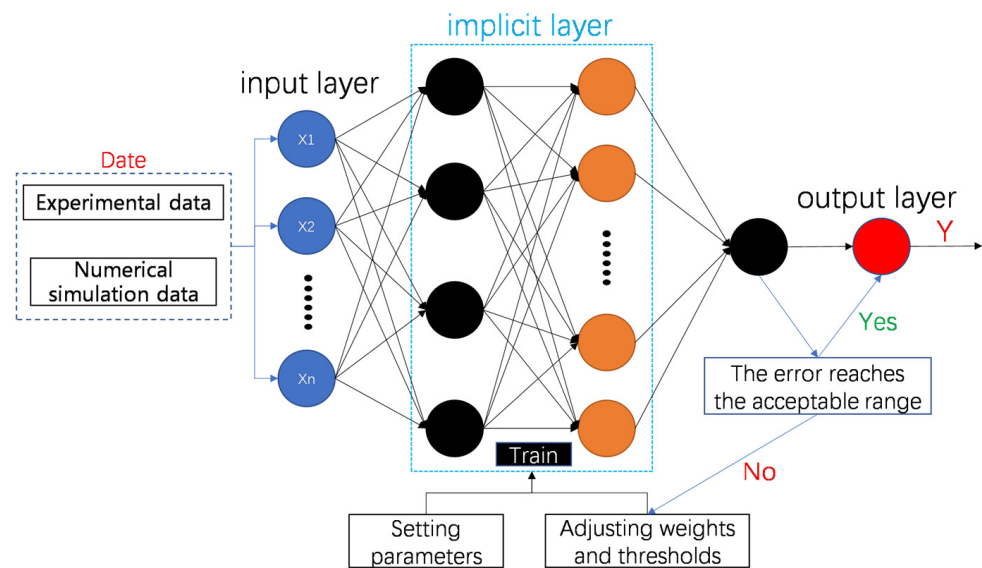 implicit layer
input layer
X1
Date
Experimental data
X2
output layer
Y
Numerical
simulation data
Yes
Xn
The error reaches
the acceptable range
Train
No
Setting
parameters
Adjusting weights
and thresholds